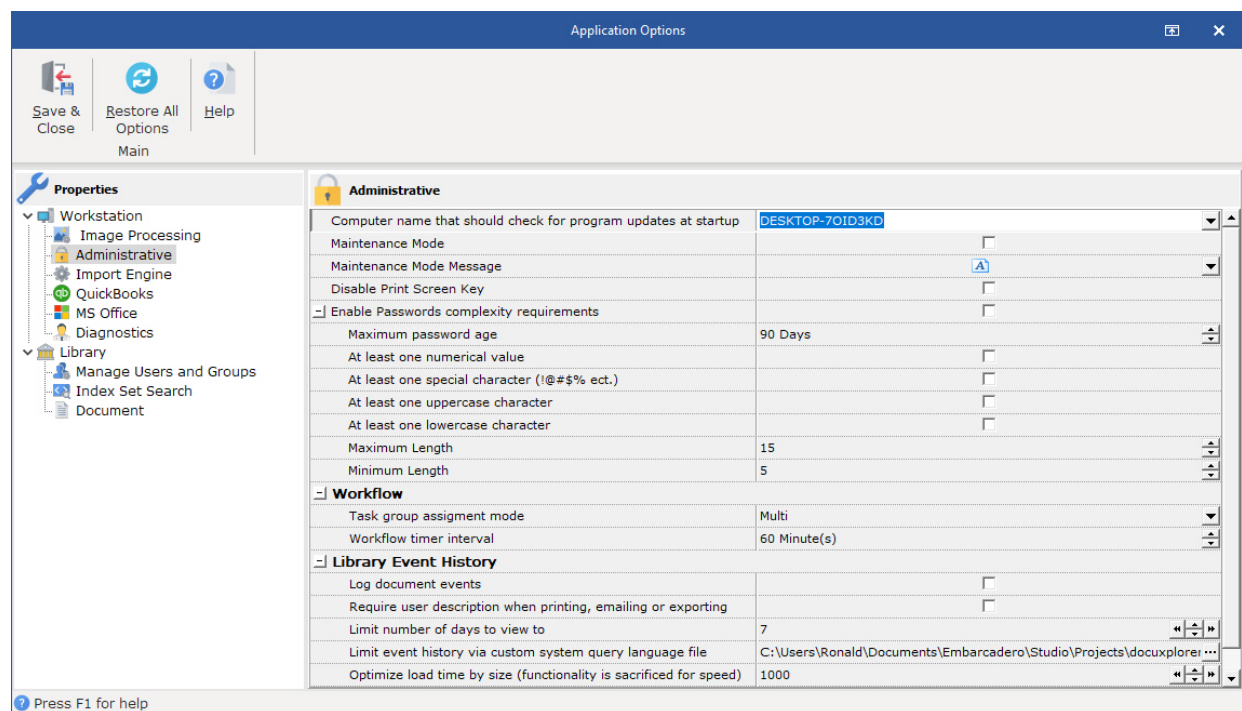 Application Options
Save &
Close
Restore All
Options
Help
Main
Properties
Workstation
Image Processing
Administrative
Import Engine
QuickBooks
MS Office
Diagnostics
Library
Manage Users and Groups
Index Set Search
Document
Administrative
Computer name that should check for program updates at startup DESKTOP-7OID3KD
Maintenance Mode
Maintenance Mode Message A
Disable Print Screen Key
Enable Passwords complexity requirements
Maximum password age 90 Days
At least one numerical value
At least one special character (!@#$% ect.)
At least one uppercase character
At least one lowercase character
Maximum Length 15
Minimum Length 5
Workflow
Task group assigment mode Multi
Workflow timer interval 60 Minute(s)
Library Event History
Log document events
Require user description when printing, emailing or exporting
Limit number of days to view to 7
Limit event history via custom system query language file C:\Users\Ronald\Documents\Embarcadero\Studio\Projects\docuxplorer ...
Optimize load time by size (functionality is sacrificed for speed) 1000
Press F1 for help